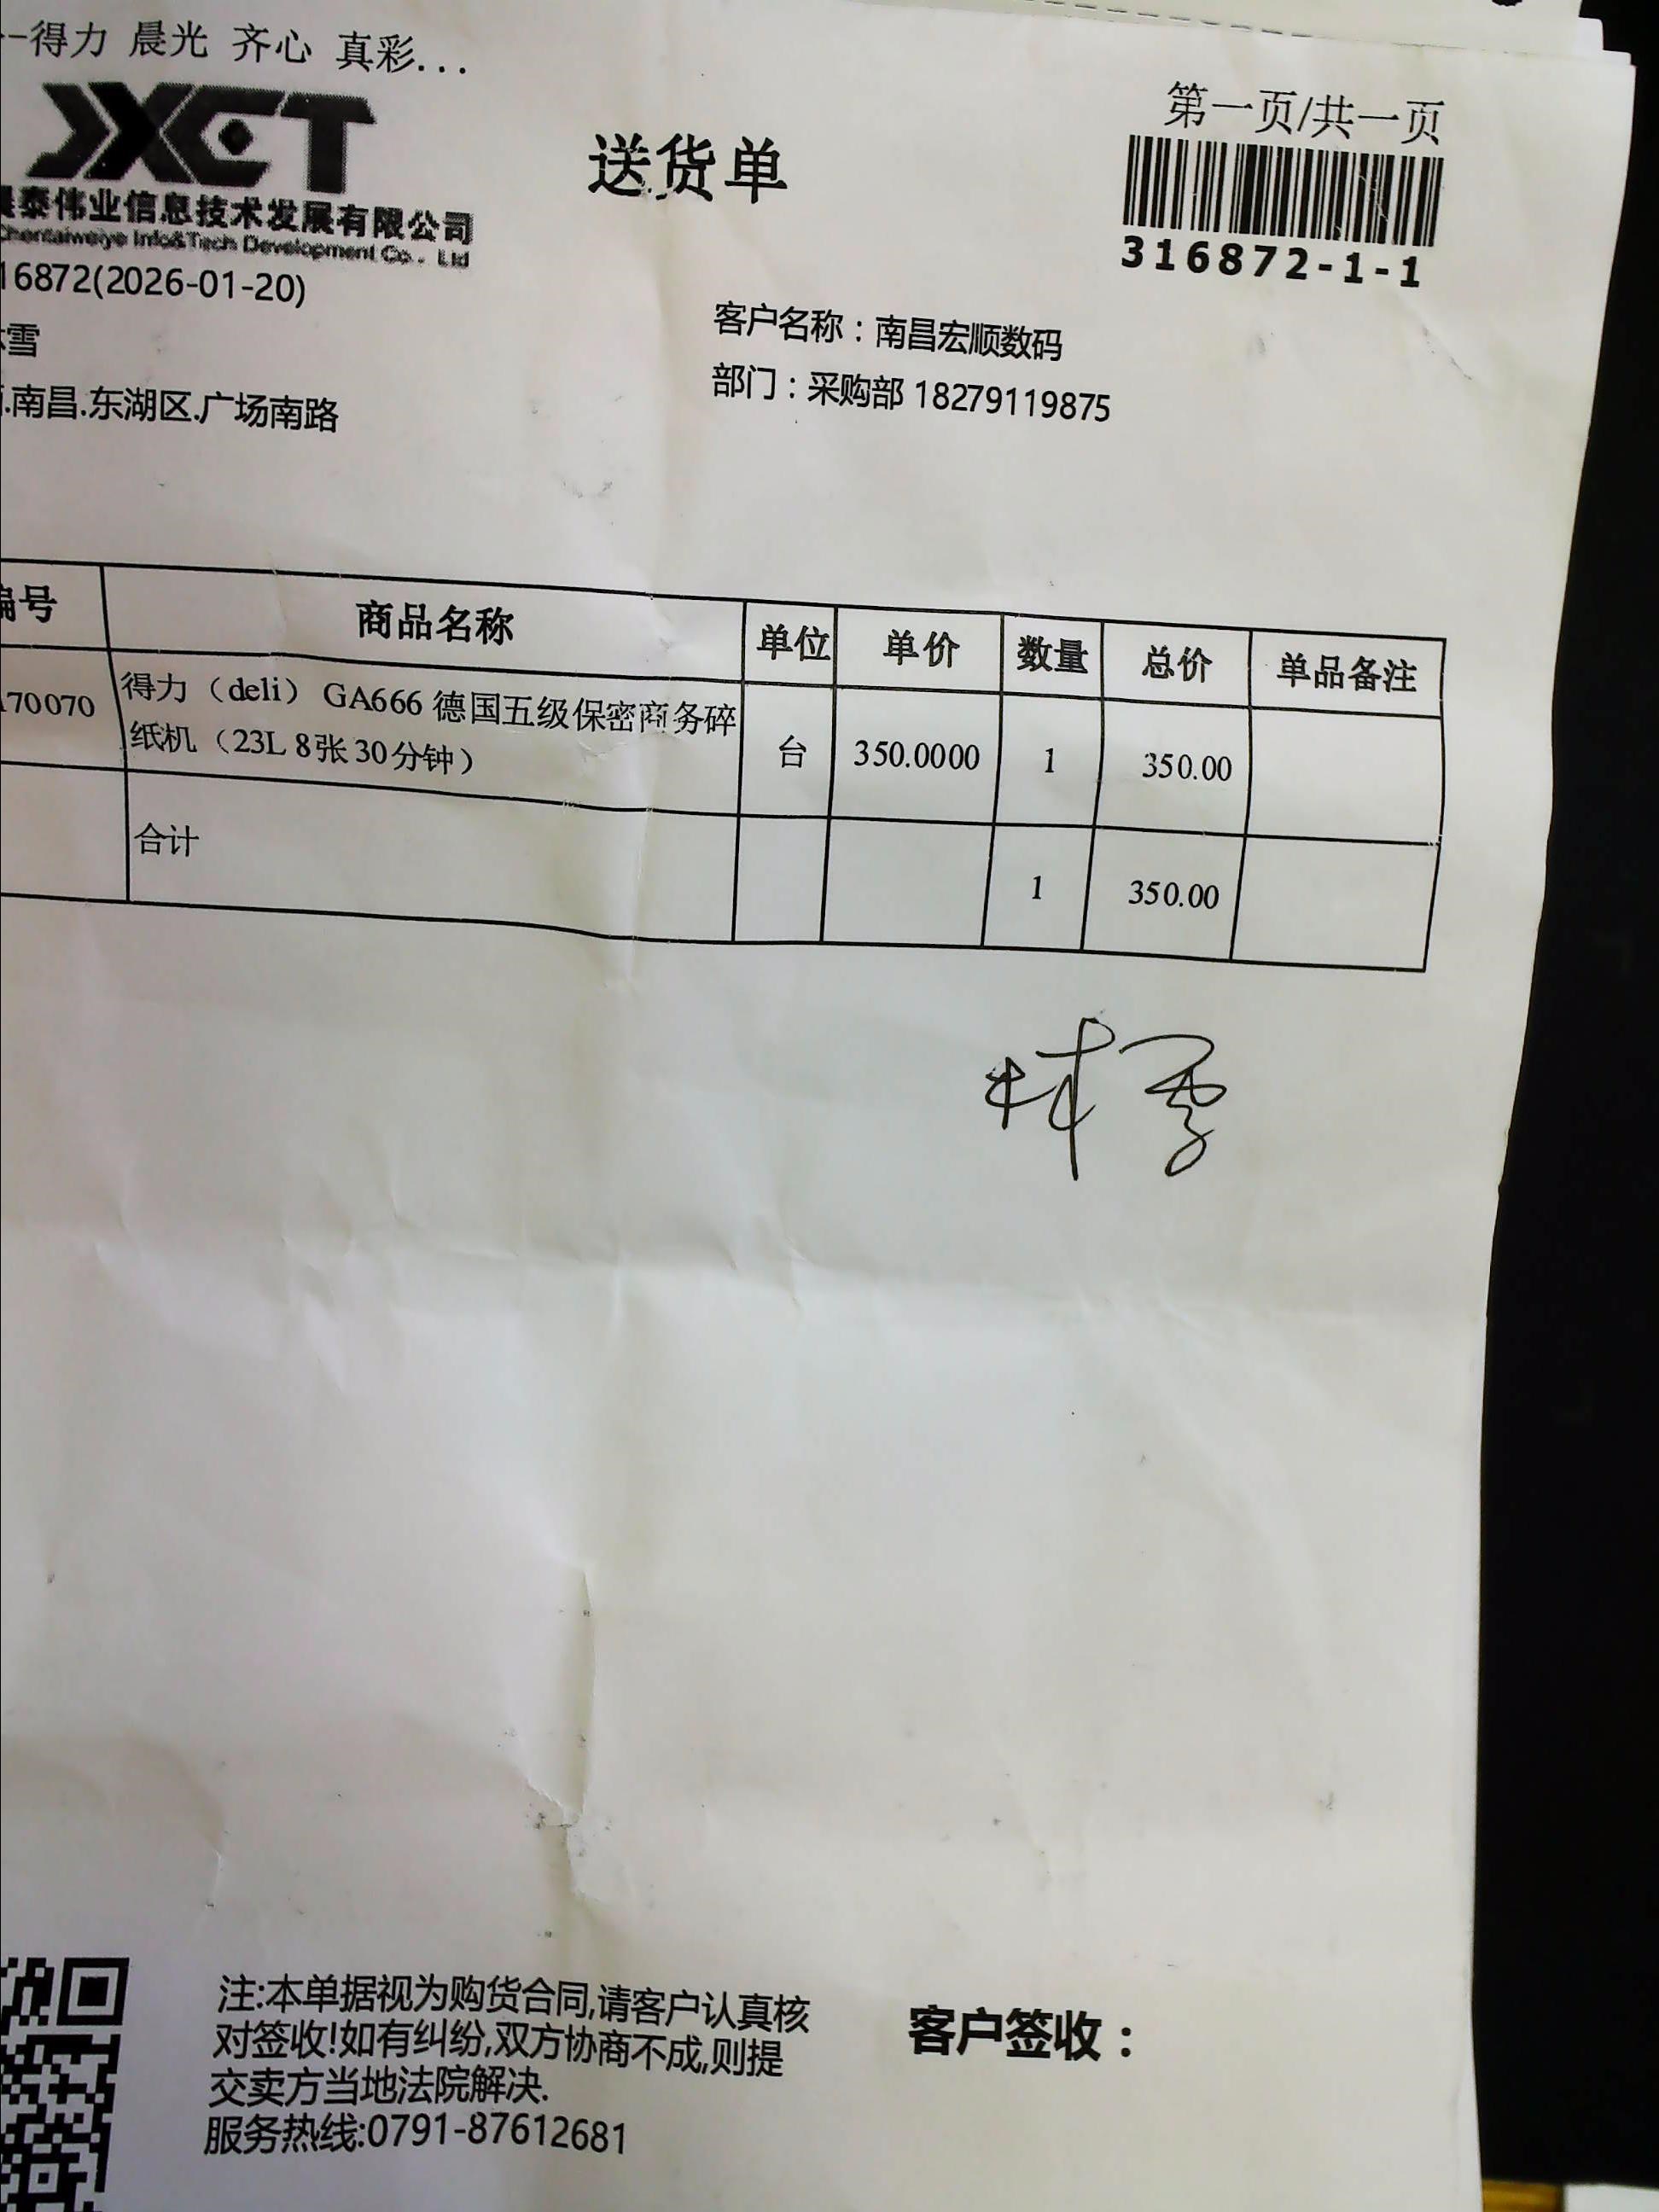 --得力 晨光 齐心 真彩...
第一页/共一页
JXCT
送货单
晨泰伟业信息技术发展有限公司
Chentaiweiye Info&Tech Development Co., Ltd
316872-1-1
16872(2026-01-20)
客户名称：南昌宏顺数码
雪
部门：采购部 18279119875
.南昌.东湖区.广场南路
编号 商品名称 单位 单价 数量 总价 单品备注
70070 得力（deli）GA666 德国五级保密商务碎
纸机（23L 8张 30分钟） 台 350.0000 1 350.00
合计 1 350.00
林雪
注:本单据视为购货合同,请客户认真核
对签收!如有纠纷,双方协商不成,则提
交卖方当地法院解决.
服务热线:0791-87612681
客户签收：